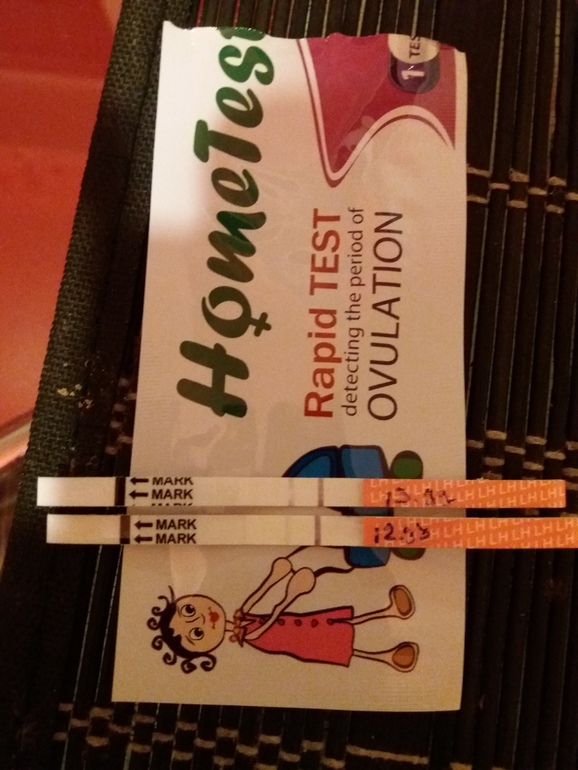 HomeTest
Rapid TEST
detecting the period of
OVULATION
1 TES
MARK
MARK
LH LH LH LH LH LH LH
MARK
MARK
LH LH LH LH LH LH LH